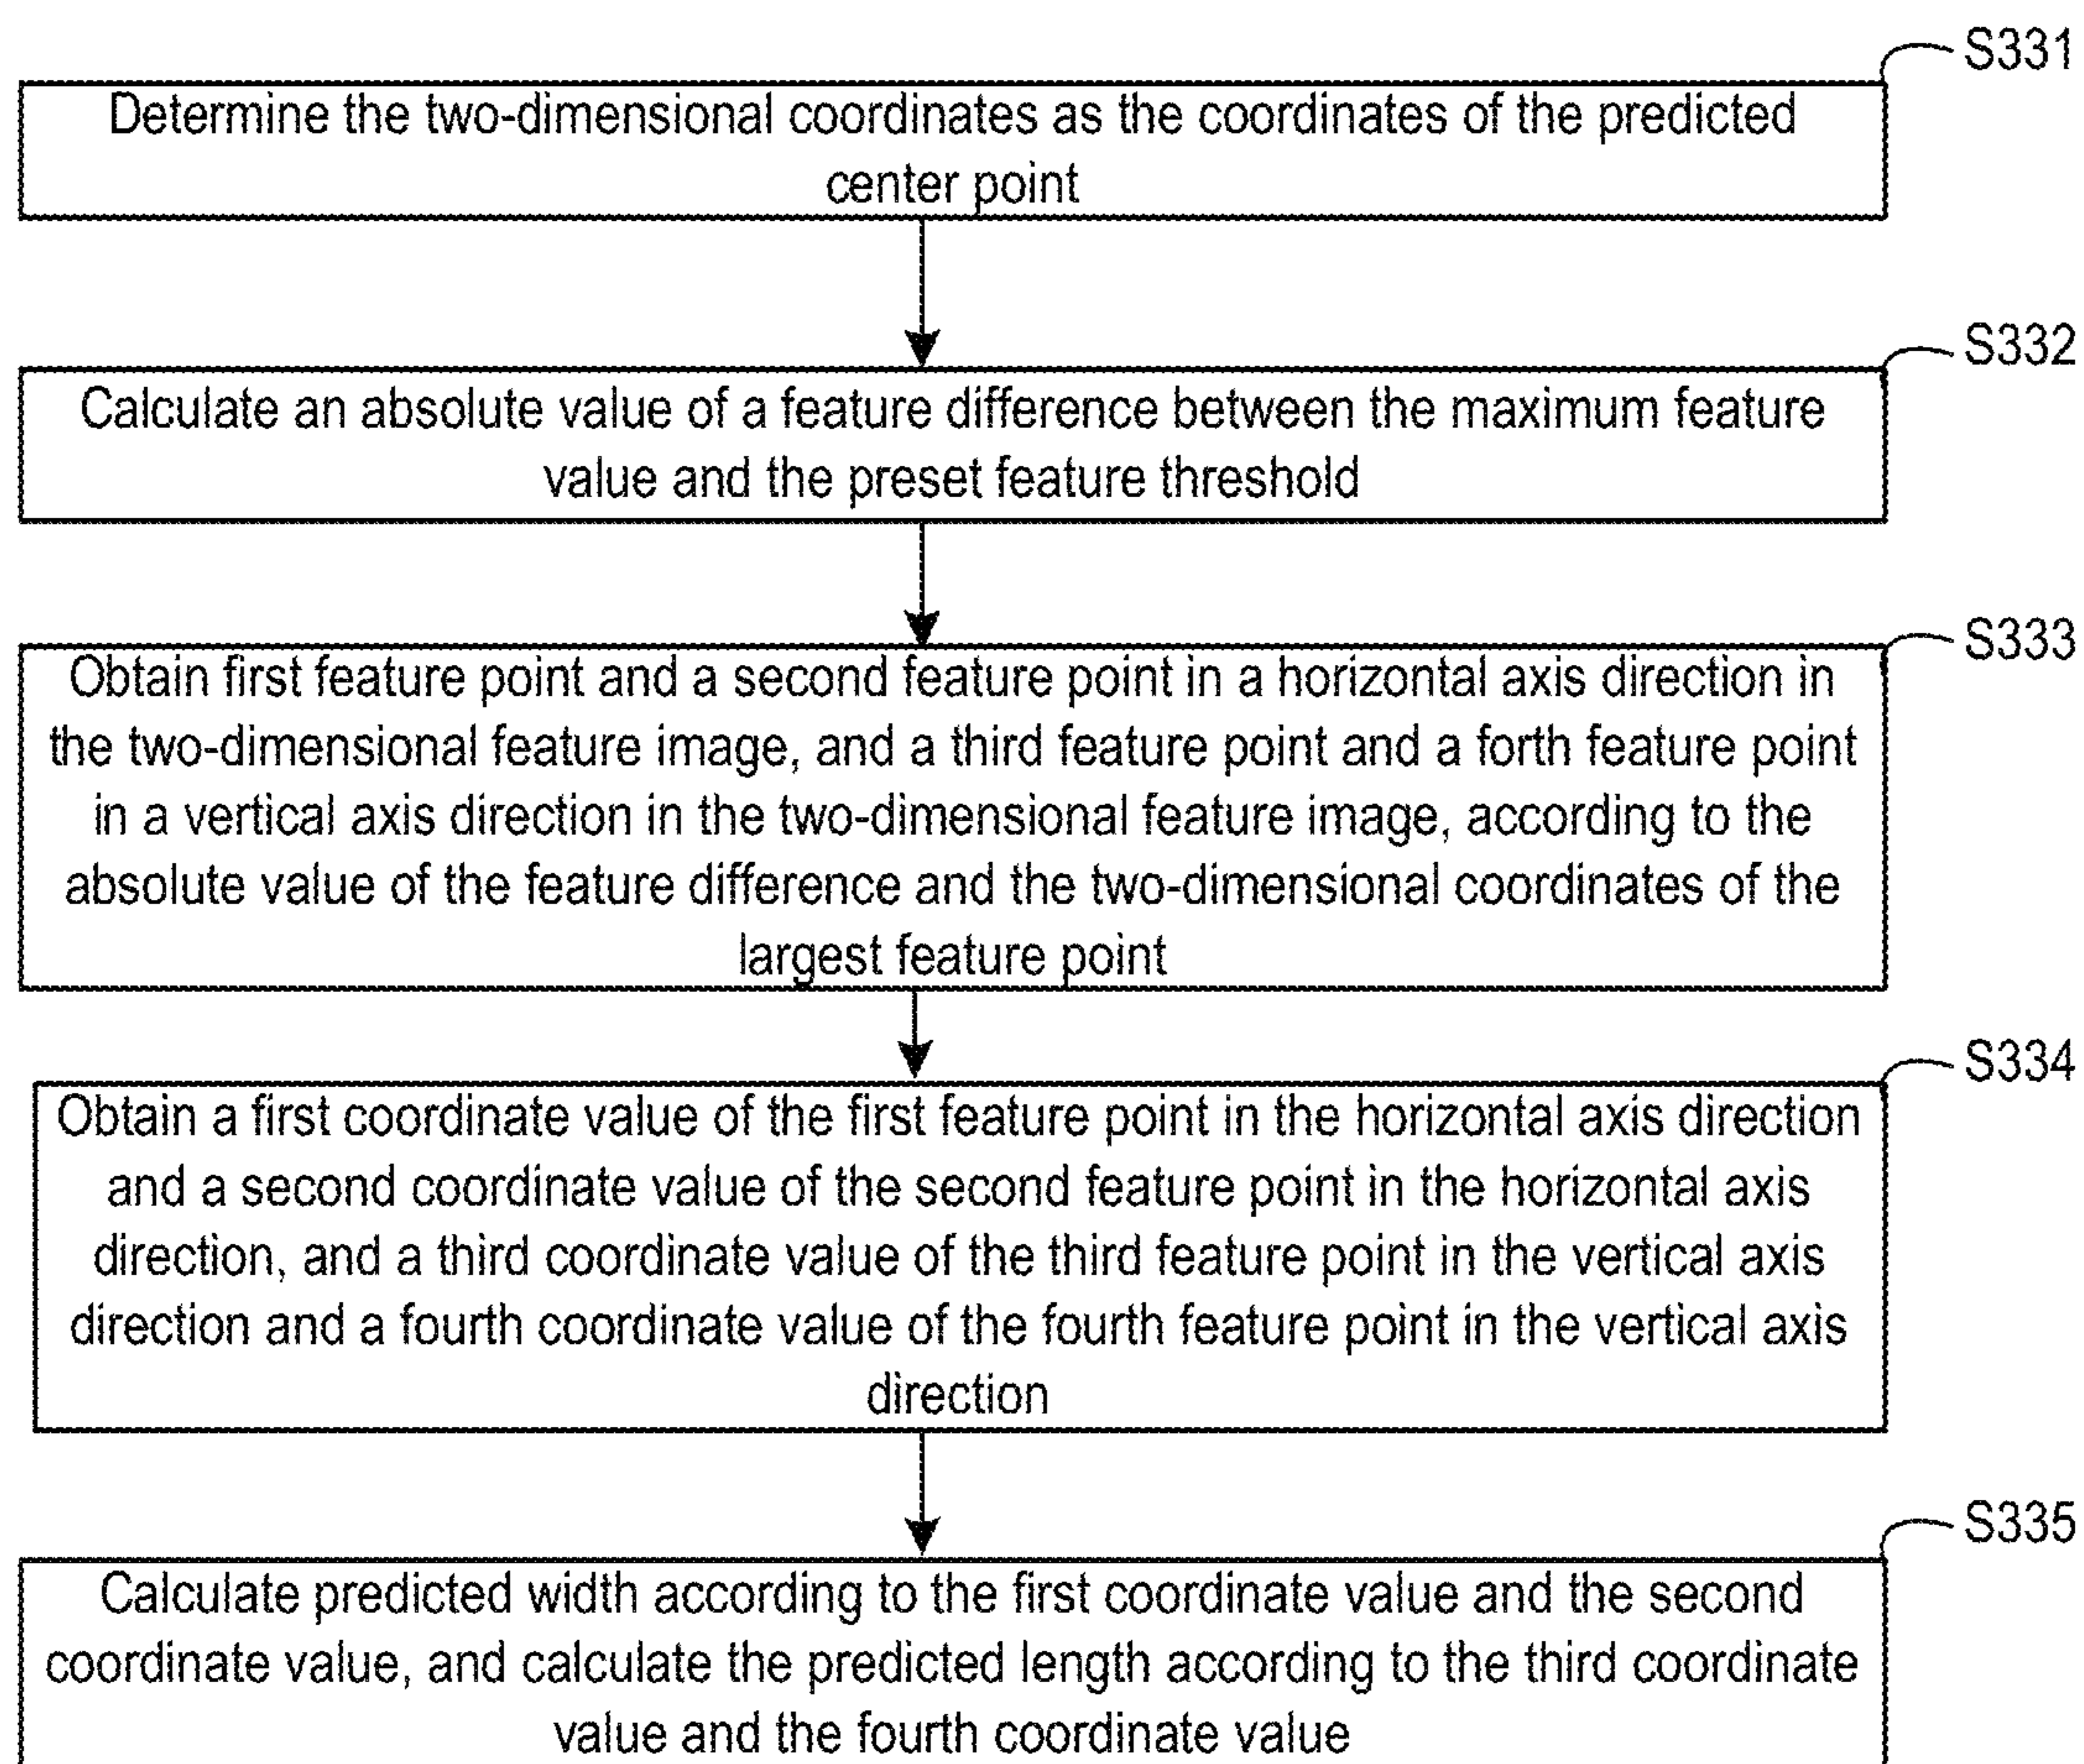 S331
Determine the two-dimensional coordinates as the coordinates of the predicted
center point
S332
Calculate an absolute value of a feature difference between the maximum feature
value and the preset feature threshold
S333
Obtain first feature point and a second feature point in a horizontal axis direction in
the two-dimensional feature image, and a third feature point and a forth feature point
in a vertical axis direction in the two-dimensional feature image, according to the
absolute value of the feature difference and the two-dimensional coordinates of the
largest feature point
S334
Obtain a first coordinate value of the first feature point in the horizontal axis direction
and a second coordinate value of the second feature point in the horizontal axis
direction, and a third coordinate value of the third feature point in the vertical axis
direction and a fourth coordinate value of the fourth feature point in the vertical axis
direction
S335
Calculate predicted width according to the first coordinate value and the second
coordinate value, and calculate the predicted length according to the third coordinate
value and the fourth coordinate value